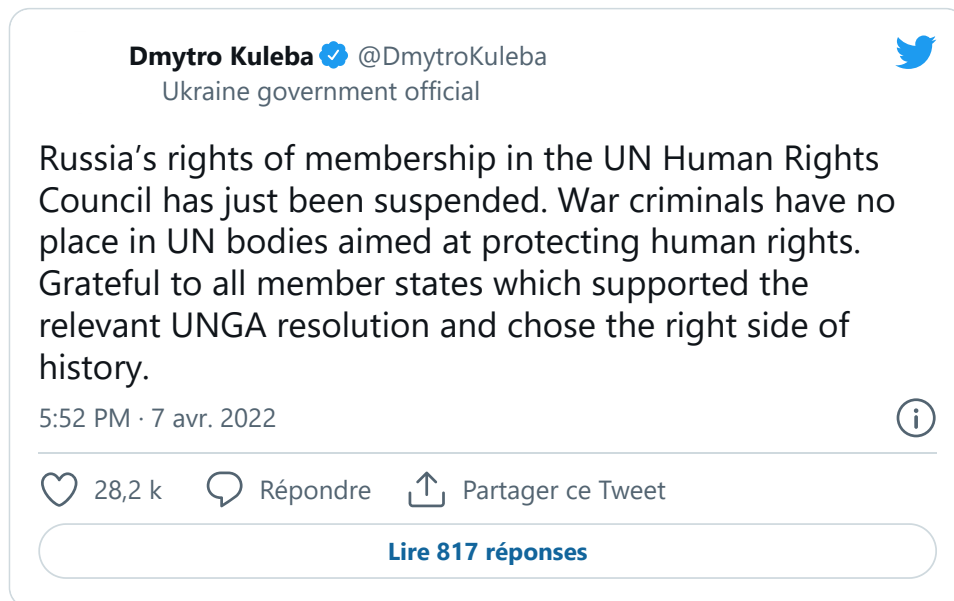 Dmytro Kuleba @DmytroKuleba
Ukraine government official
Russia’s rights of membership in the UN Human Rights
Council has just been suspended. War criminals have no
place in UN bodies aimed at protecting human rights.
Grateful to all member states which supported the
relevant UNGA resolution and chose the right side of
history.
5:52 PM · 7 avr. 2022
28,2 k Répondre Partager ce Tweet
Lire 817 réponses